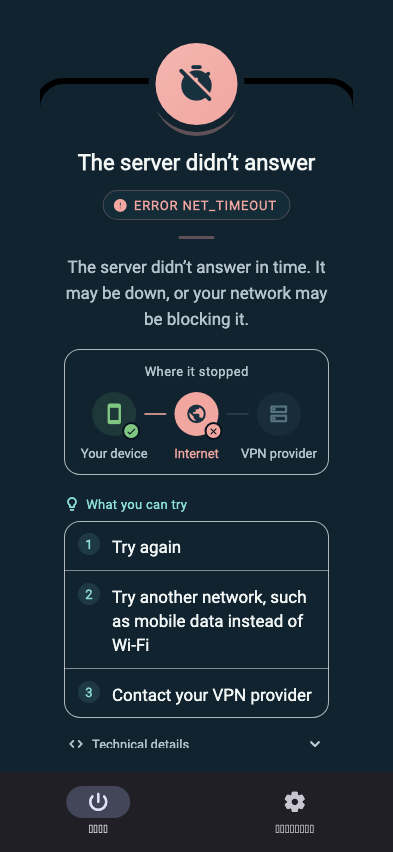 The server didn’t answer
ERROR NET_TIMEOUT
The server didn’t answer in time. It
may be down, or your network may
be blocking it.
Where it stopped
Your device
Internet
VPN provider
What you can try
1 Try again
2 Try another network, such
as mobile data instead of
Wi-Fi
3 Contact your VPN provider
Technical details